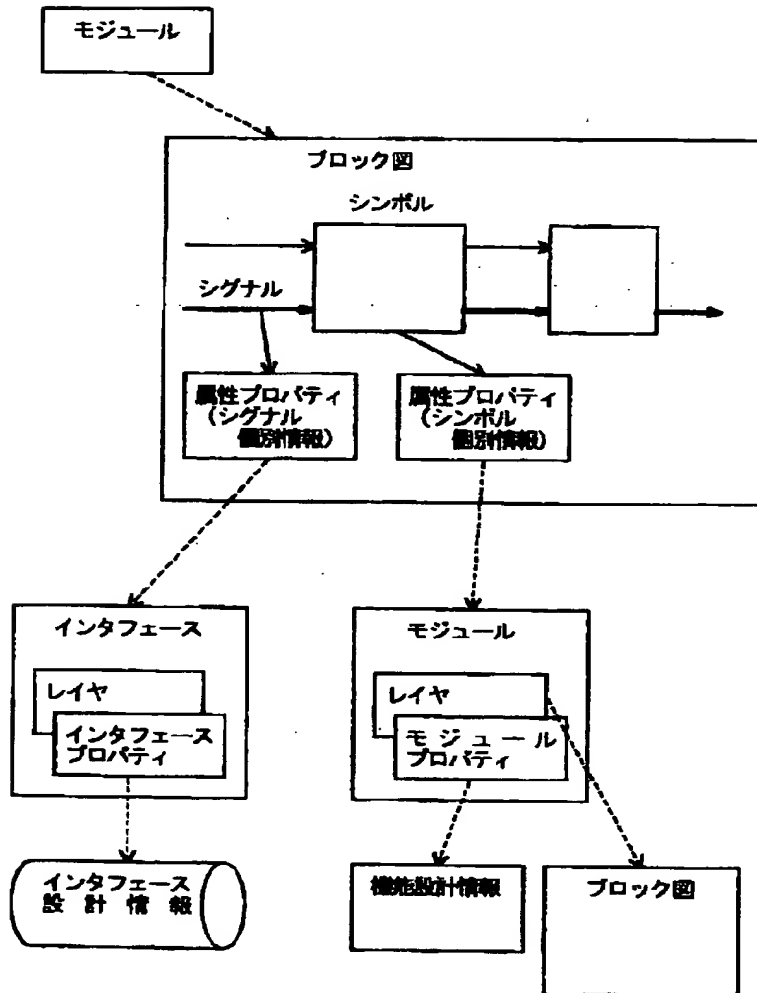 モジュール
ブロック図
シンボル
シグナル
属性プロパティ
(シグナル
個別情報)
属性プロパティ
(シンボル
個別情報)
インタフェース
レイヤ
インタフェース
プロパティ
モジュール
レイヤ
モジュール
プロパティ
インタフェース
設計情報
機能設計情報
ブロック図